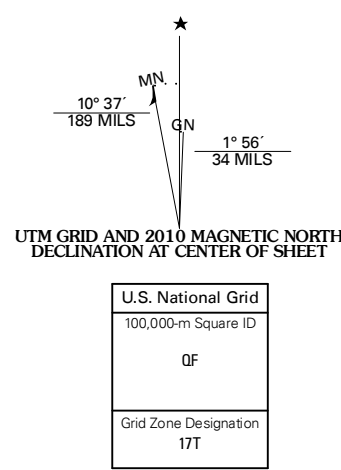 ★
MN
10° 37´
189 MILS
GN
1° 56´
34 MILS
UTM GRID AND 2010 MAGNETIC NORTH
DECLINATION AT CENTER OF SHEET
U.S. National Grid
100,000-m Square ID
QF
Grid Zone Designation
17T